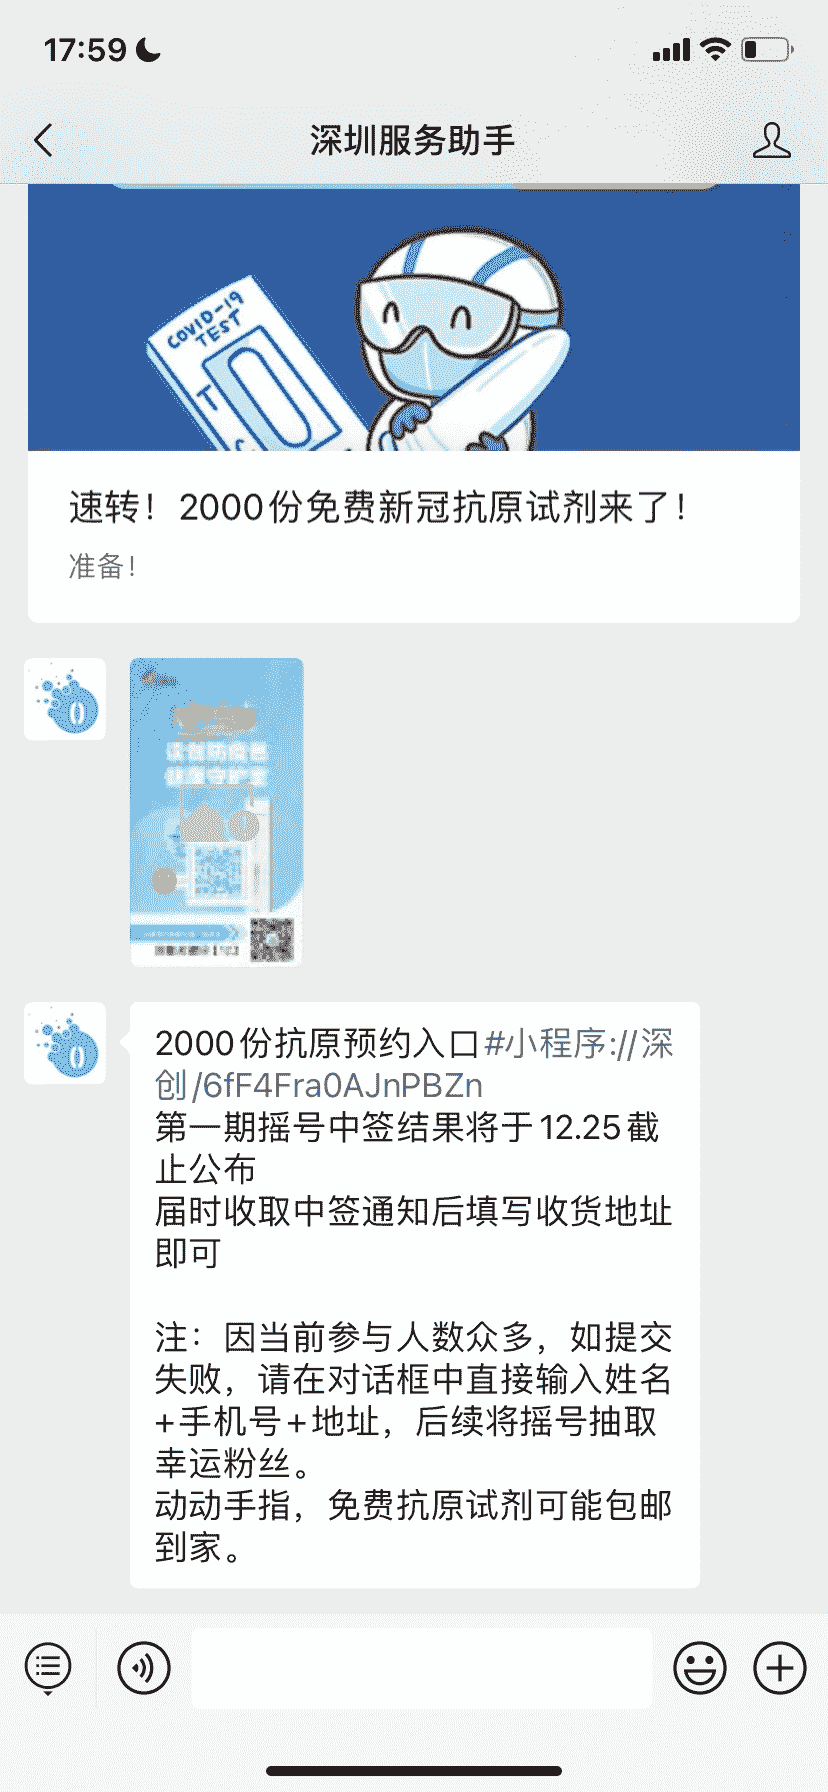 17:59
深圳服务助手
COVID-19
TEST
T
C
速转！2000份免费新冠抗原试剂来了！
准备！
2000份抗原预约入口#小程序://深
创/6fF4Fra0AJnPBZn
第一期摇号中签结果将于12.25截
止公布
届时收取中签通知后填写收货地址
即可
注：因当前参与人数众多，如提交
失败，请在对话框中直接输入姓名
+手机号+地址，后续将摇号抽取
幸运粉丝。
动动手指，免费抗原试剂可能包邮
到家。